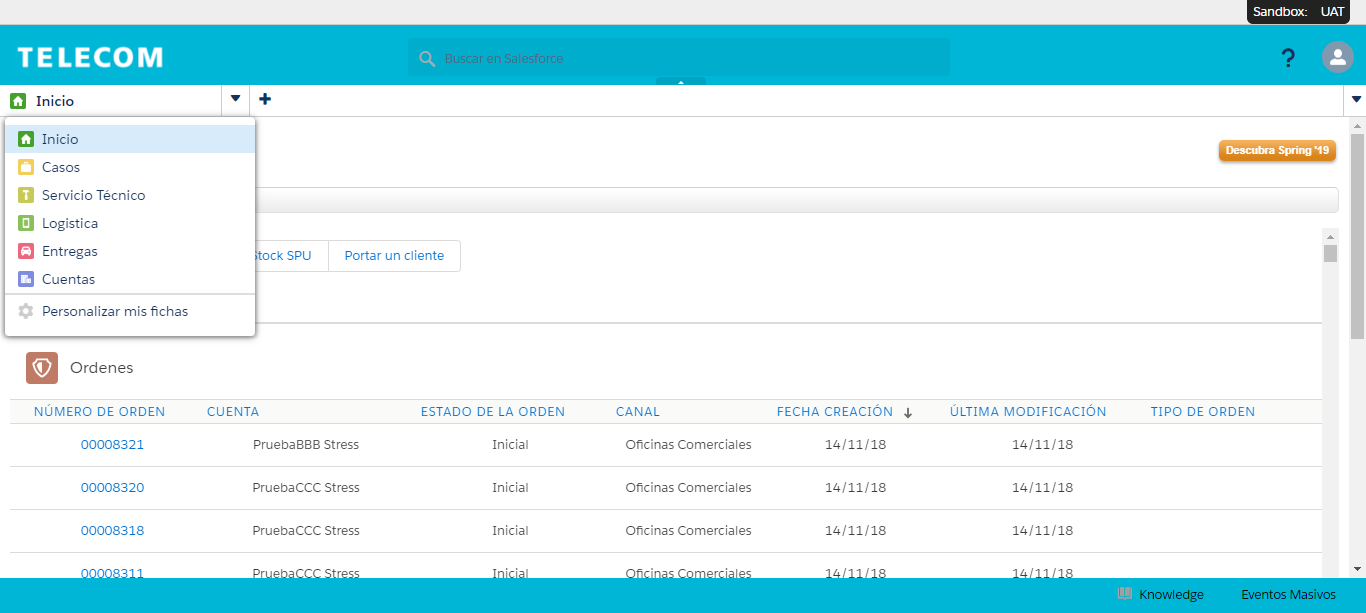 Sandbox: UAT
TELECOM
Buscar en Salesforce
?
Inicio
Inicio
Casos
Servicio Técnico
Logistica
Entregas
Cuentas
Personalizar mis fichas
Descubra Spring '19
Stock SPU Portar un cliente
Ordenes
NÚMERO DE ORDEN CUENTA ESTADO DE LA ORDEN CANAL FECHA CREACIÓN ÚLTIMA MODIFICACIÓN TIPO DE ORDEN
00008321 PruebaBBB Stress Inicial Oficinas Comerciales 14/11/18 14/11/18
00008320 PruebaCCC Stress Inicial Oficinas Comerciales 14/11/18 14/11/18
00008318 PruebaCCC Stress Inicial Oficinas Comerciales 14/11/18 14/11/18
00008311 PruebaCCC Stress Inicial Oficinas Comerciales 14/11/18 14/11/18
Knowledge Eventos Masivos